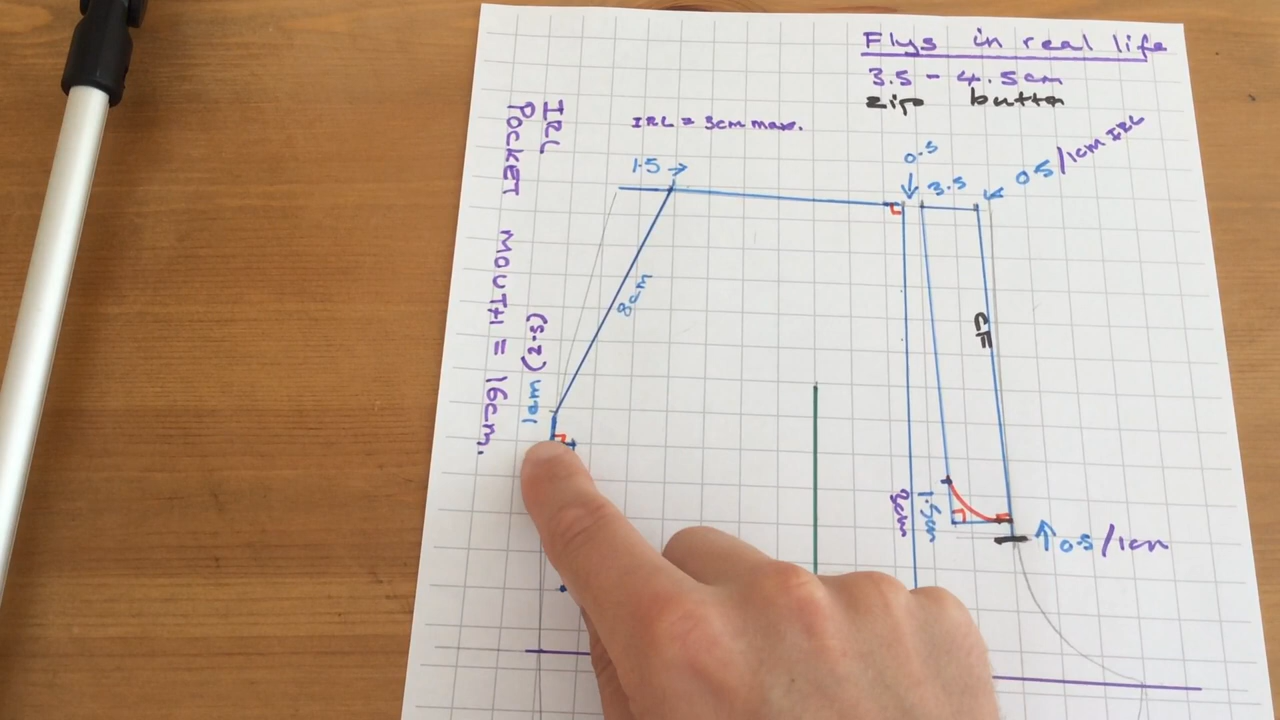 Flys in real life
3.5 - 4.5cm
zip button
IRL = 3cm max.
1.5 →
0.5
3.5
0.5/1cm IRL
IRL
POCKET MOUTH = 16cm.
8cm
1cm (2.5)
CF
9cm
1.5cm
↑ 0.5/1cm